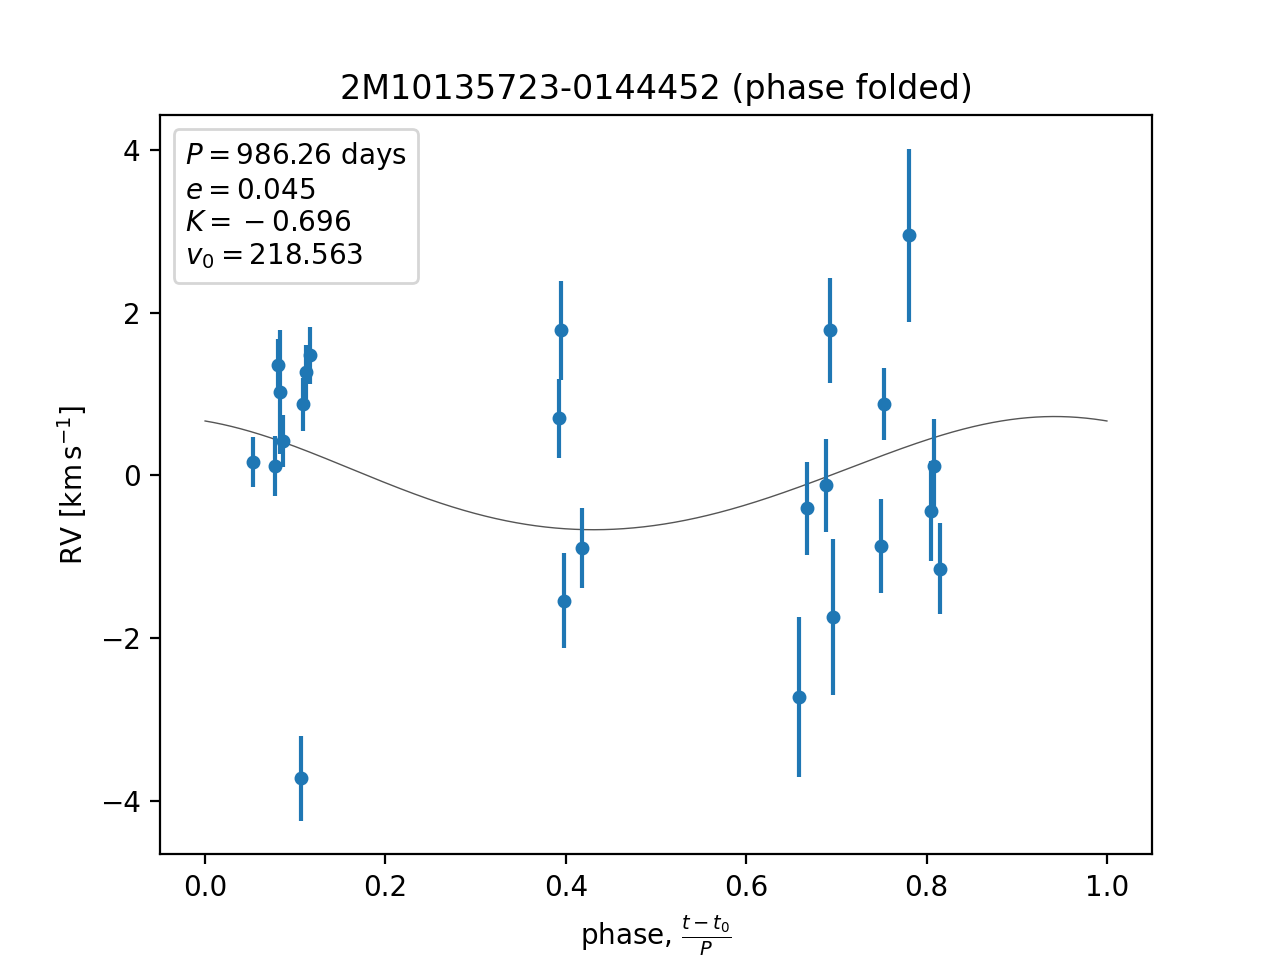 2M10135723-0144452 (phase folded)
P = 986.26 days
e = 0.045
K = −0.696
v₀ = 218.563
4
2
0
−2
−4
RV [km s⁻¹]
0.0 0.2 0.4 0.6 0.8 1.0
phase, (t − t₀)/P